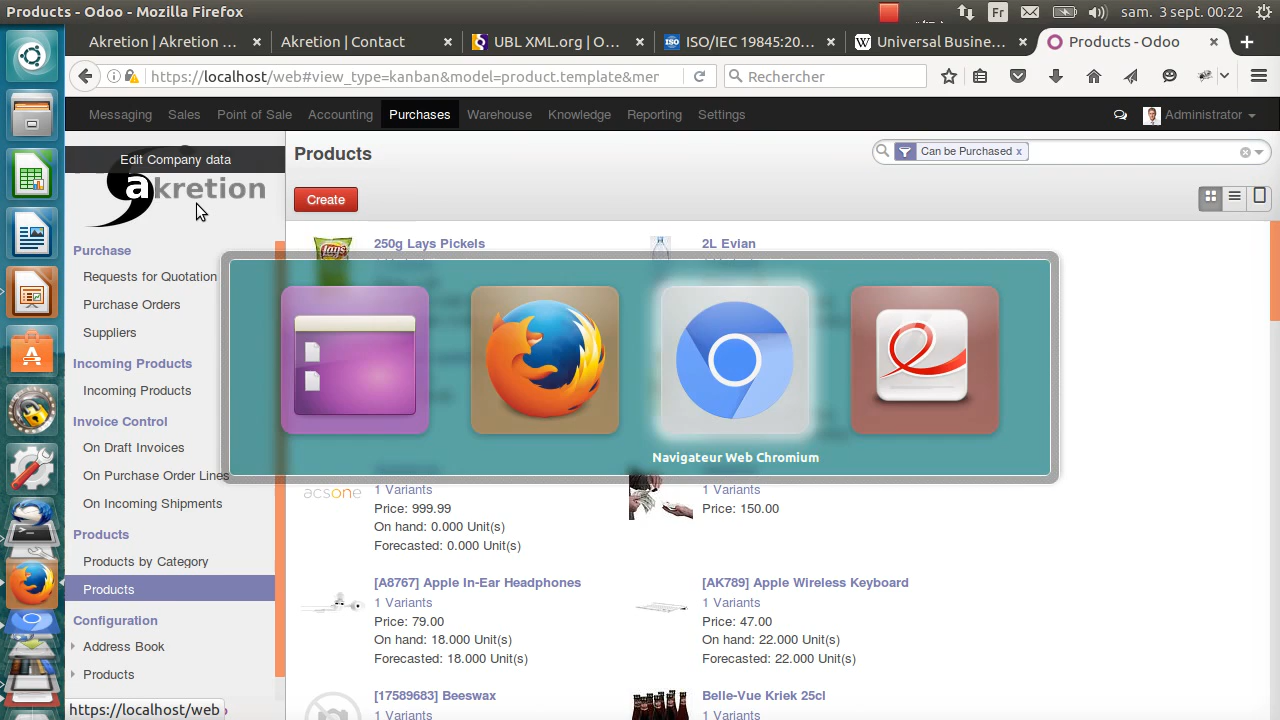 Products - Odoo - Mozilla Firefox
Fr
sam. 3 sept. 00:22
Akretion | Akretion ...
Akretion | Contact
UBL XML.org | O...
ISO/IEC 19845:20...
Universal Busine...
Products - Odoo
https://localhost/web#view_type=kanban&model=product.template&mer
Rechercher
Messaging
Sales
Point of Sale
Accounting
Purchases
Warehouse
Knowledge
Reporting
Settings
Administrator
Edit Company data
akretion
Products
Can be Purchased x
Create
Purchase
Requests for Quotation
Purchase Orders
Suppliers
Incoming Products
Incoming Products
Invoice Control
On Draft Invoices
On Purchase Order Lines
On Incoming Shipments
Products
Products by Category
Products
Configuration
Address Book
Products
https://localhost/web
250g Lays Pickels
2L Evian
Navigateur Web Chromium
acsone
1 Variants
Price: 999.99
On hand: 0.000 Unit(s)
Forecasted: 0.000 Unit(s)
1 Variants
Price: 150.00
[A8767] Apple In-Ear Headphones
1 Variants
Price: 79.00
On hand: 18.000 Unit(s)
Forecasted: 18.000 Unit(s)
[AK789] Apple Wireless Keyboard
1 Variants
Price: 47.00
On hand: 22.000 Unit(s)
Forecasted: 22.000 Unit(s)
[17589683] Beeswax
1 Variants
Belle-Vue Kriek 25cl
1 Variants